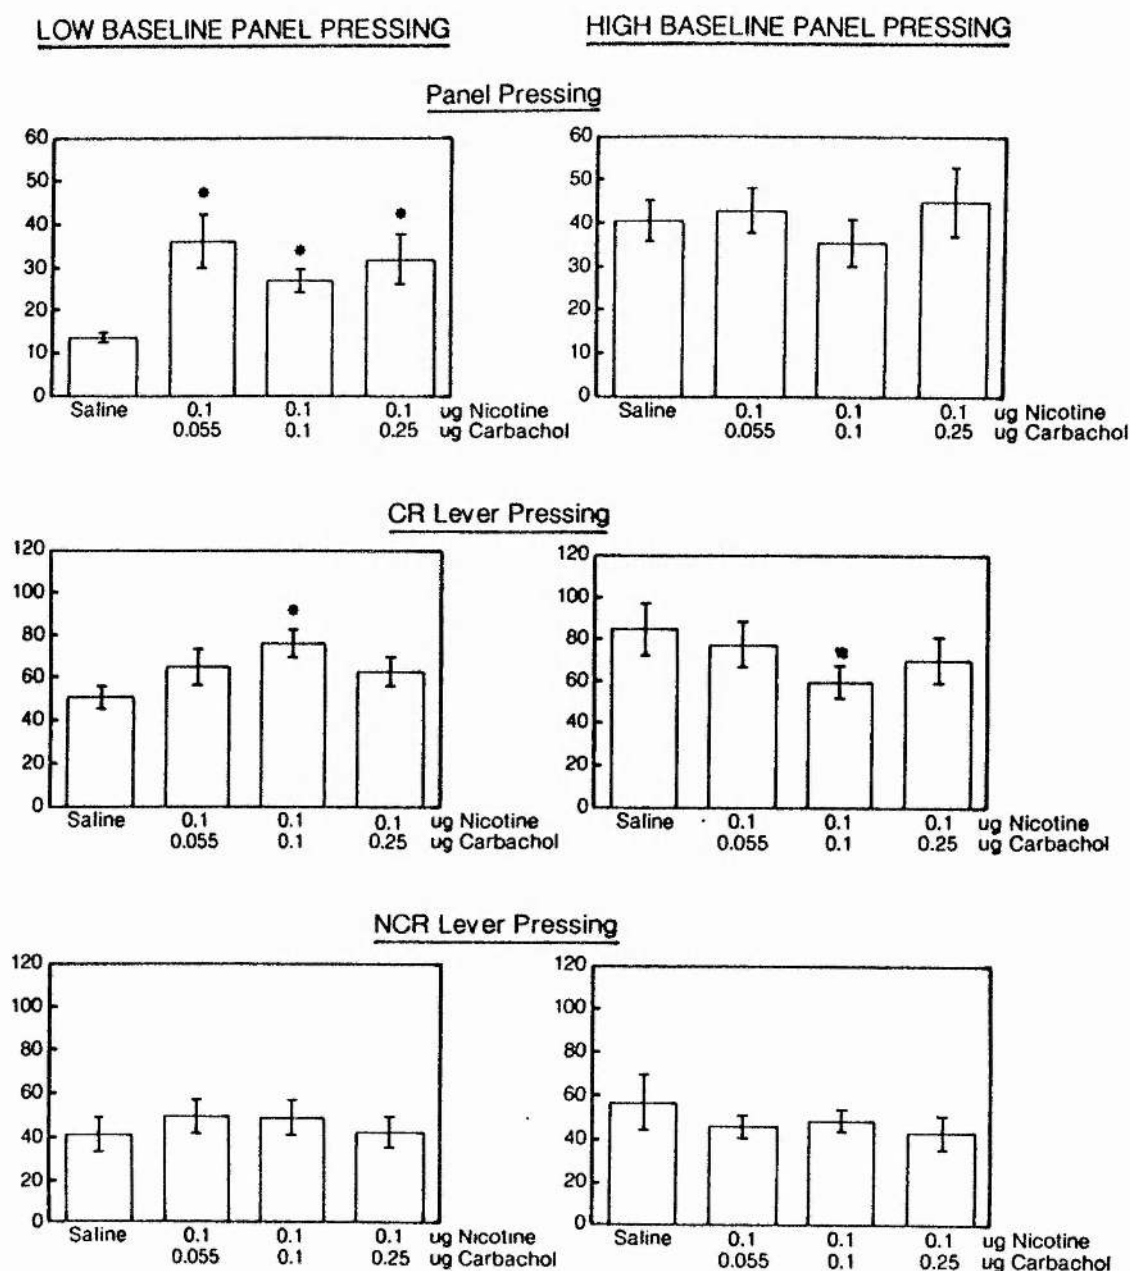 LOW BASELINE PANEL PRESSING HIGH BASELINE PANEL PRESSING
Panel Pressing
60 60
50 50
40 40
30 30
20 20
10 10
0 0
Saline 0.1 0.1 0.1 ug Nicotine Saline 0.1 0.1 0.1 ug Nicotine
0.055 0.1 0.25 ug Carbachol 0.055 0.1 0.25 ug Carbachol
CR Lever Pressing
120 120
100 100
80 80
60 60
40 40
20 20
0 0
Saline 0.1 0.1 0.1 ug Nicotine Saline 0.1 0.1 0.1 ug Nicotine
0.055 0.1 0.25 ug Carbachol 0.055 0.1 0.25 ug Carbachol
NCR Lever Pressing
120 120
100 100
80 80
60 60
40 40
20 20
0 0
Saline 0.1 0.1 0.1 ug Nicotine Saline 0.1 0.1 0.1 ug Nicotine
0.055 0.1 0.25 ug Carbachol 0.055 0.1 0.25 ug Carbachol